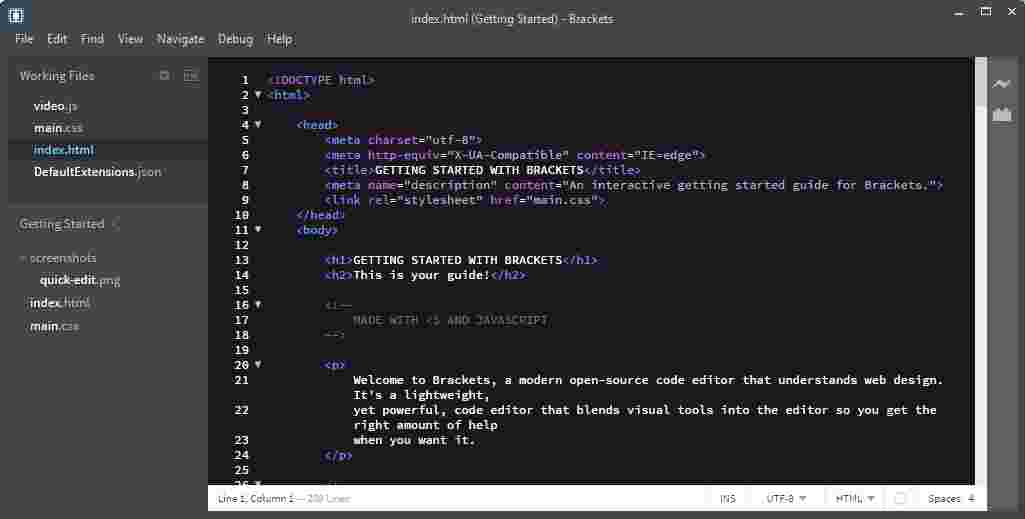 index.html (Getting Started) - Brackets
File Edit Find View Navigate Debug Help
Working Files
video.js
main.css
index.html
DefaultExtensions.json
Getting Started
screenshots
quick-edit.png
index.html
main.css
1 <!DOCTYPE html>
2 <html>
3
4 <head>
5 <meta charset="utf-8">
6 <meta http-equiv="X-UA-Compatible" content="IE=edge">
7 <title>GETTING STARTED WITH BRACKETS</title>
8 <meta name="description" content="An interactive getting started guide for Brackets.">
9 <link rel="stylesheet" href="main.css">
10 </head>
11 <body>
12
13 <h1>GETTING STARTED WITH BRACKETS</h1>
14 <h2>This is your guide!</h2>
15
16 <!--
17 MADE WITH <3 AND JAVASCRIPT
18 -->
19
20 <p>
21 Welcome to Brackets, a modern open-source code editor that understands web design.
It's a lightweight,
22 yet powerful, code editor that blends visual tools into the editor so you get the
right amount of help
23 when you want it.
24 </p>
25
26
Line 1, Column 1 — 209 Lines INS UTF-8 HTML Spaces: 4